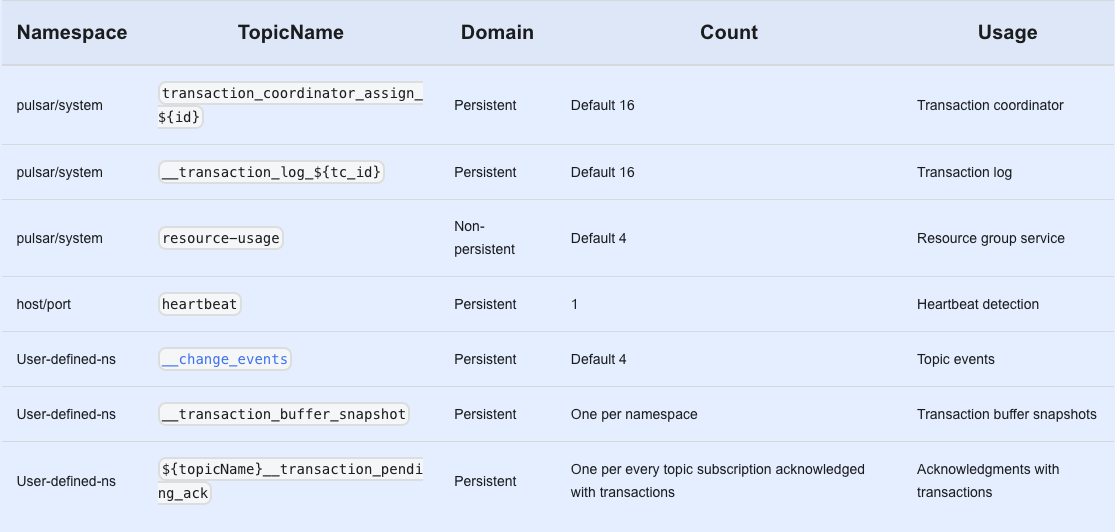 Namespace TopicName Domain Count Usage
pulsar/system transaction_coordinator_assign_ Persistent Default 16 Transaction coordinator
${id}
pulsar/system __transaction_log_${tc_id} Persistent Default 16 Transaction log
pulsar/system resource-usage Non- Default 4 Resource group service
persistent
host/port heartbeat Persistent 1 Heartbeat detection
User-defined-ns __change_events Persistent Default 4 Topic events
User-defined-ns __transaction_buffer_snapshot Persistent One per namespace Transaction buffer snapshots
User-defined-ns ${topicName}__transaction_pendi Persistent One per every topic subscription acknowledged Acknowledgments with
ng_ack with transactions transactions